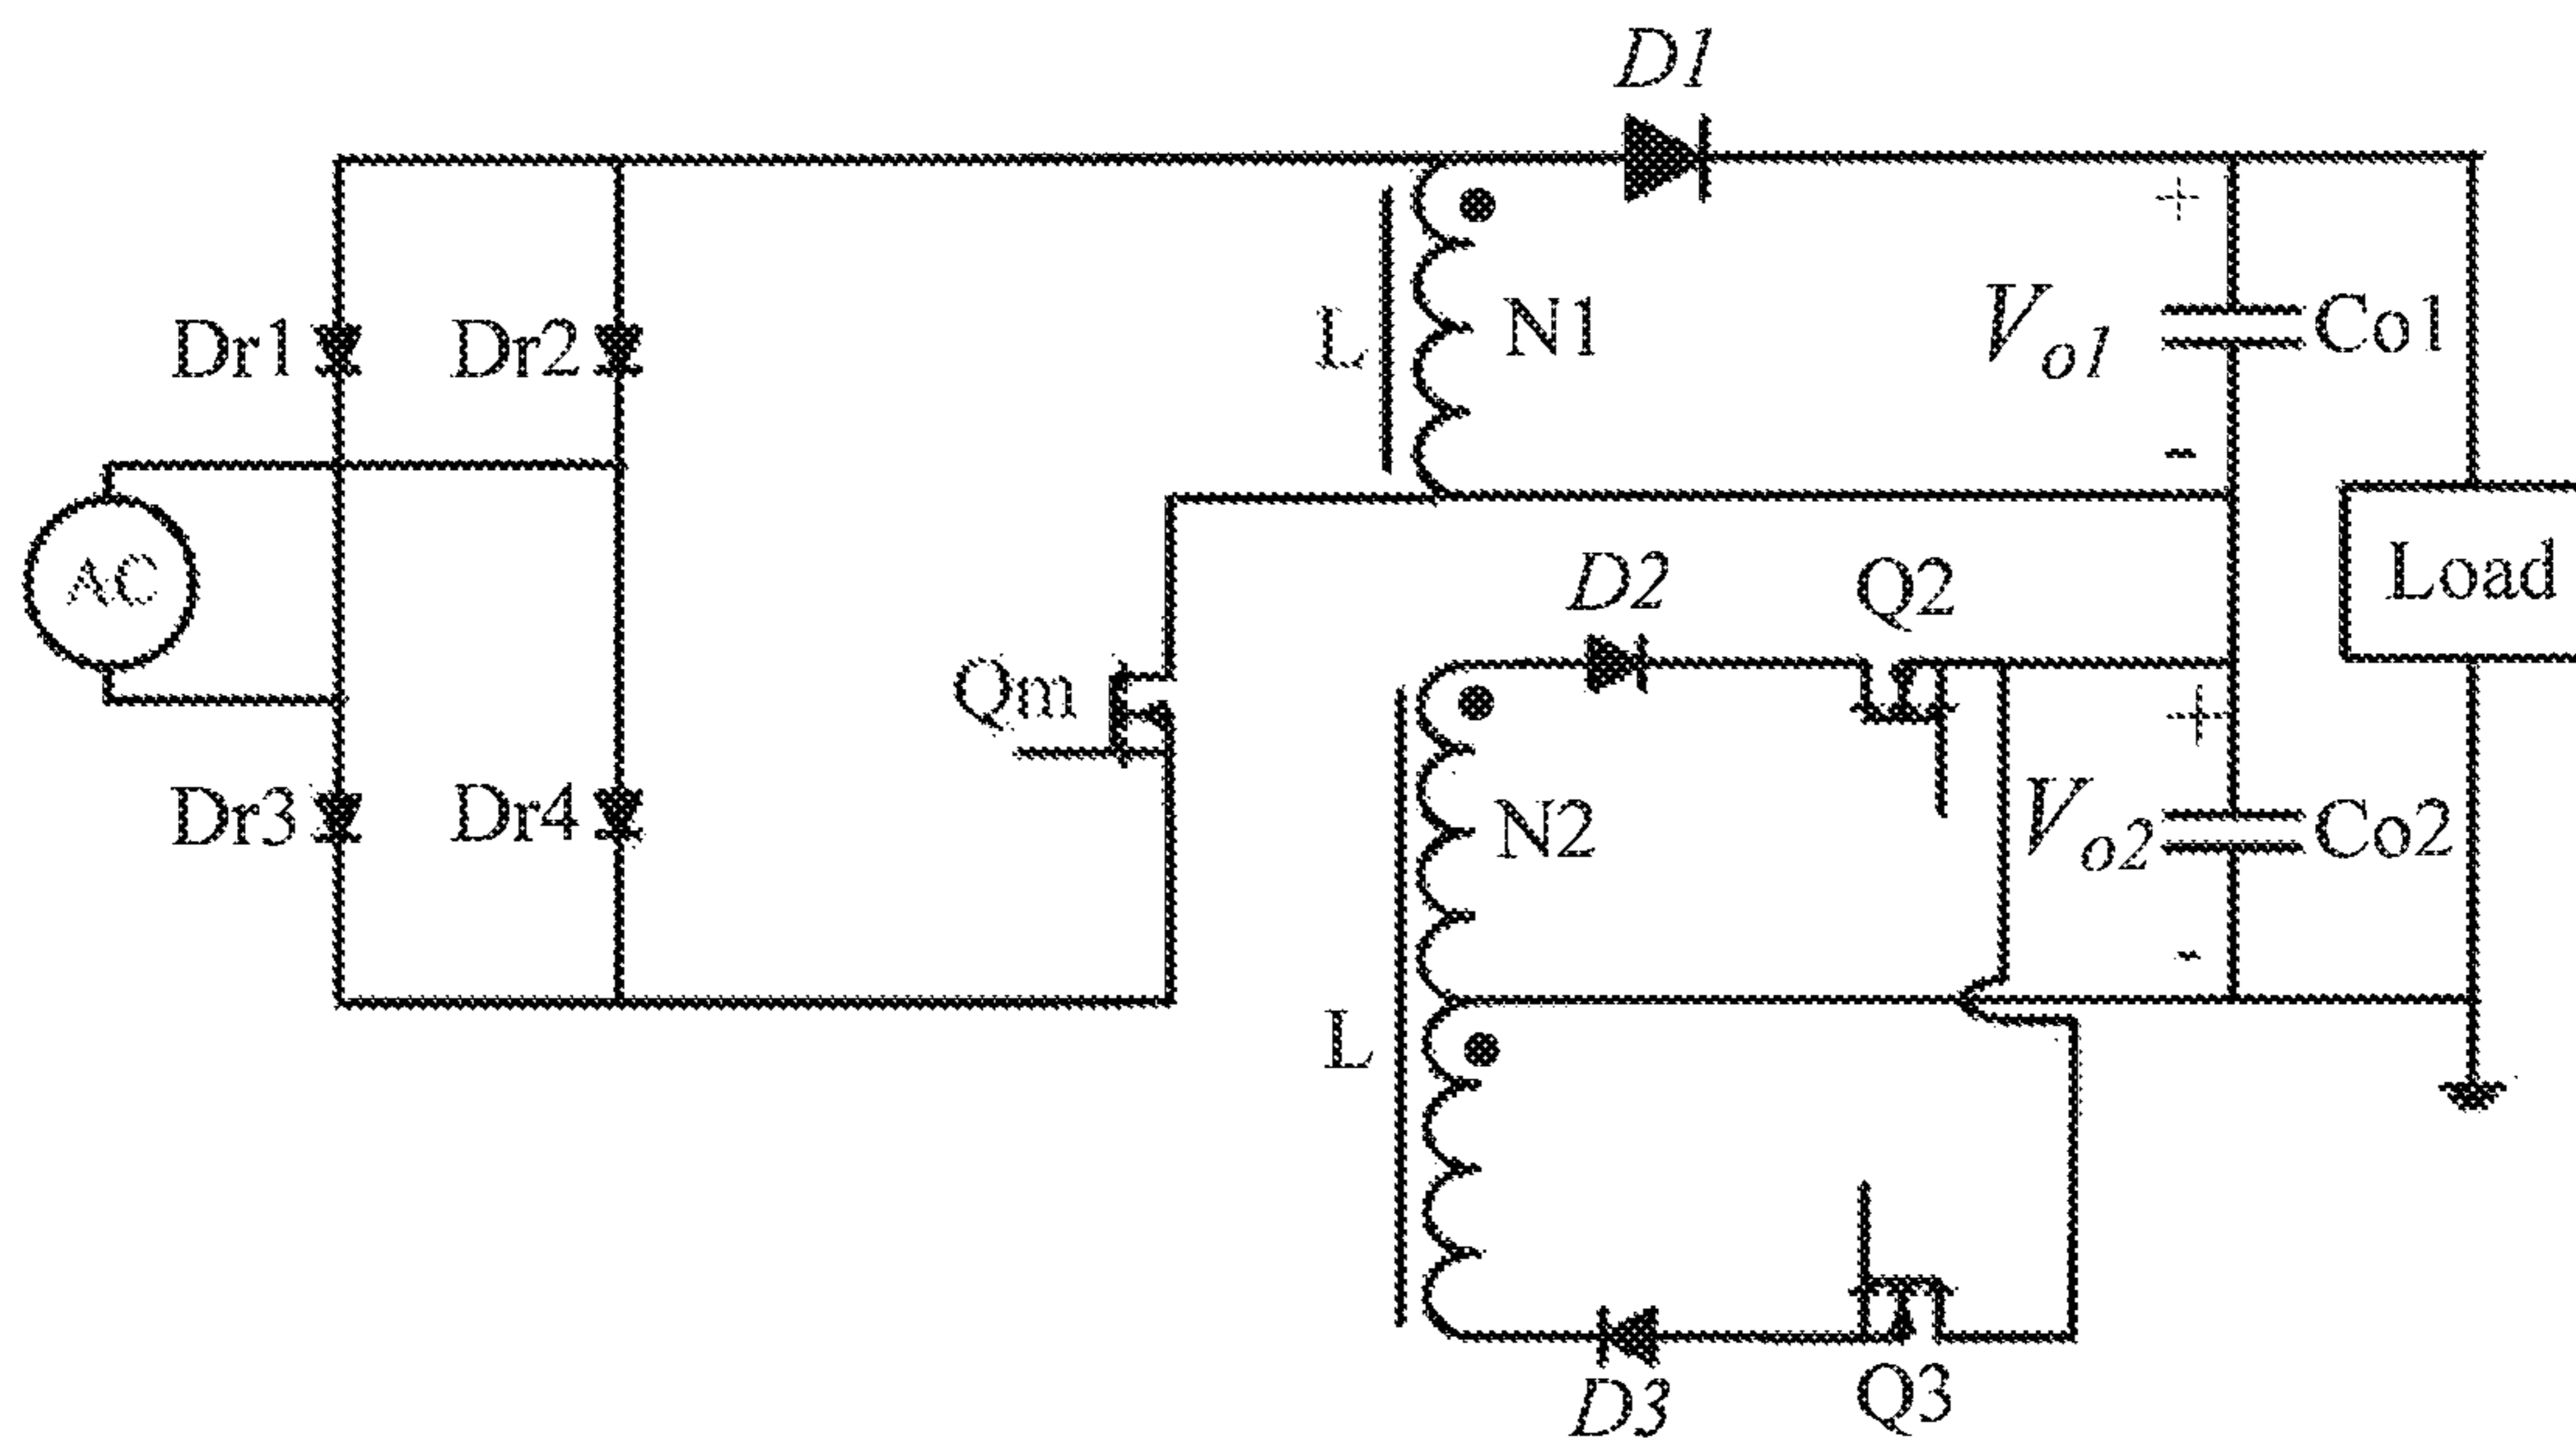 D1
Dr1
Dr2
L
N1
+
Vo1
-
Co1
AC
Qm
D2
Q2
Load
Dr3
Dr4
N2
+
Vo2
-
Co2
L
D3
Q3